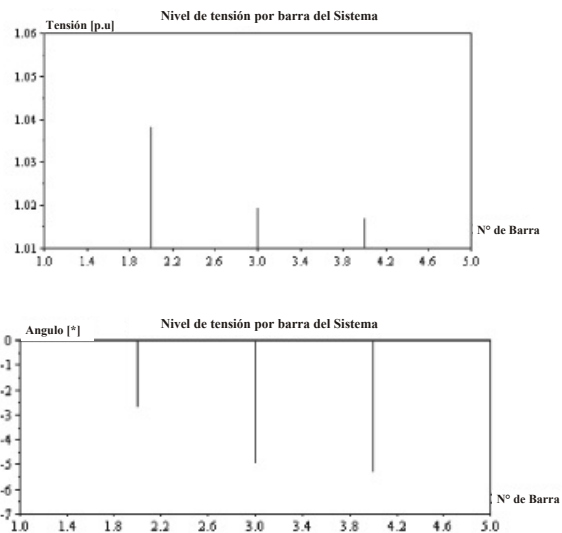 Nivel de tensión por barra del Sistema
Tensión [p.u]
1.06
1.05
1.04
1.03
1.02
1.01
N° de Barra
1.0 1.4 1.8 2.2 2.6 3.0 3.4 3.8 4.2 4.6 5.0
Nivel de tensión por barra del Sistema
Angulo [*]
0
-1
-2
-3
-4
-5
-6
-7
N° de Barra
1.0 1.4 1.8 2.2 2.6 3.0 3.4 3.8 4.2 4.6 5.0